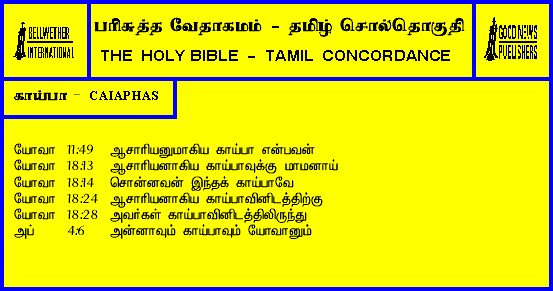 BELLWETHER
INTERNATIONAL
பரிசுத்த வேதாகமம் - தமிழ் சொல்தொகுதி
THE HOLY BIBLE - TAMIL CONCORDANCE
GOOD NEWS
PUBLISHERS
காய்பா - CAIAPHAS
யோவா 11:49 ஆசாரியனுமாகிய காய்பா என்பவன்
யோவா 18:13 ஆசாரியனாகிய காய்பாவுக்கு மாமனாய்
யோவா 18:14 சொன்னவன் இந்தக் காய்பாவே
யோவா 18:24 ஆசாரியனாகிய காய்பாவினிடத்திற்கு
யோவா 18:28 அவர்கள் காய்பாவினிடத்திலிருந்து
அப் 4:6 அன்னாவும் காய்பாவும் யோவானும்